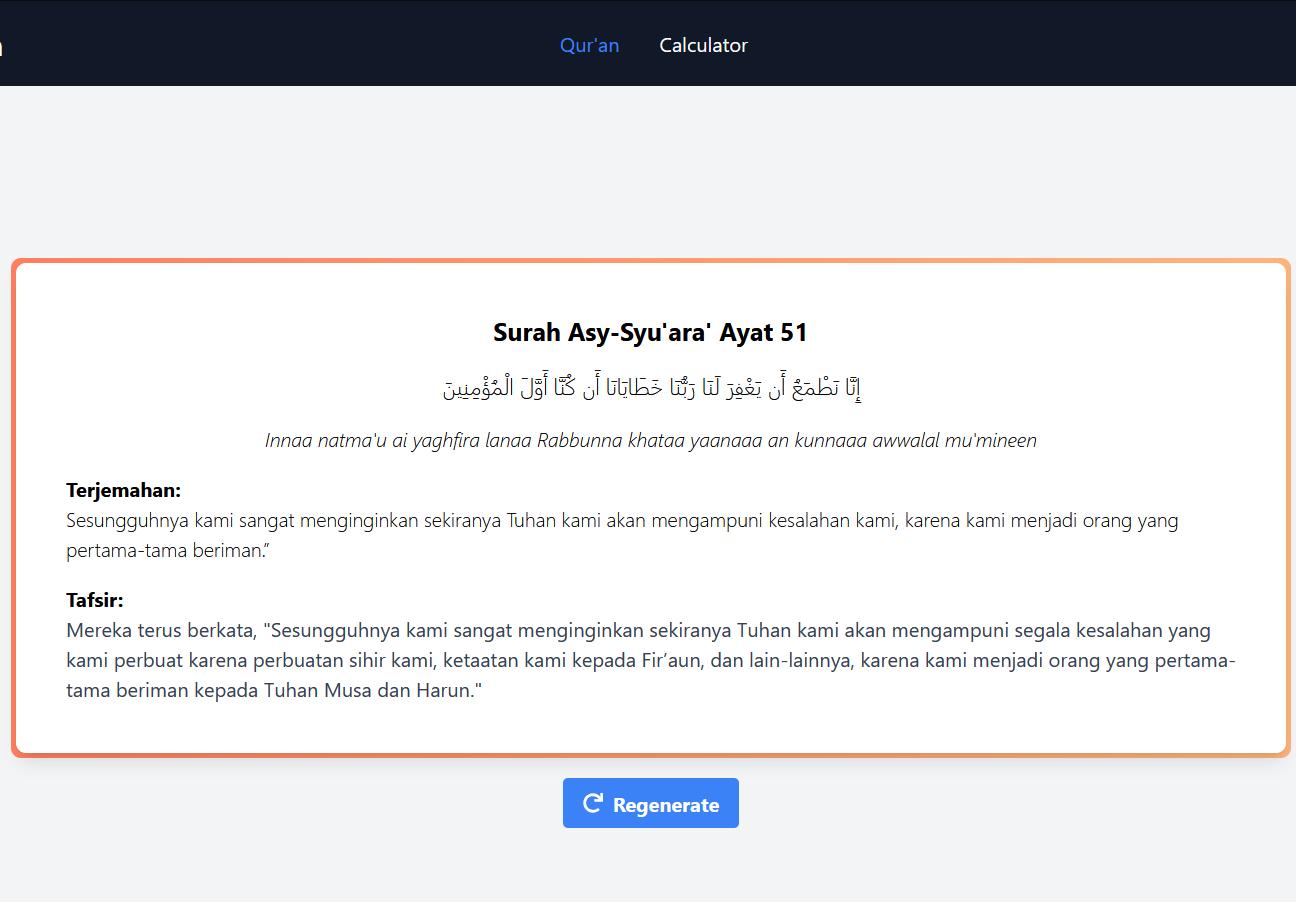 Qur'an Calculator
Surah Asy-Syu'ara' Ayat 51
إِنَّا نَطْمَعُ أَن يَغْفِرَ لَنَا رَبُّنَا خَطَايَانَا أَن كُنَّا أَوَّلَ الْمُؤْمِنِينَ
Innaa natma'u ai yaghfira lanaa Rabbunna khataa yaanaaa an kunnaaa awwalal mu'mineen
Terjemahan:
Sesungguhnya kami sangat menginginkan sekiranya Tuhan kami akan mengampuni kesalahan kami, karena kami menjadi orang yang
pertama-tama beriman.”
Tafsir:
Mereka terus berkata, "Sesungguhnya kami sangat menginginkan sekiranya Tuhan kami akan mengampuni segala kesalahan yang
kami perbuat karena perbuatan sihir kami, ketaatan kami kepada Fir’aun, dan lain-lainnya, karena kami menjadi orang yang pertama-
tama beriman kepada Tuhan Musa dan Harun."
Regenerate